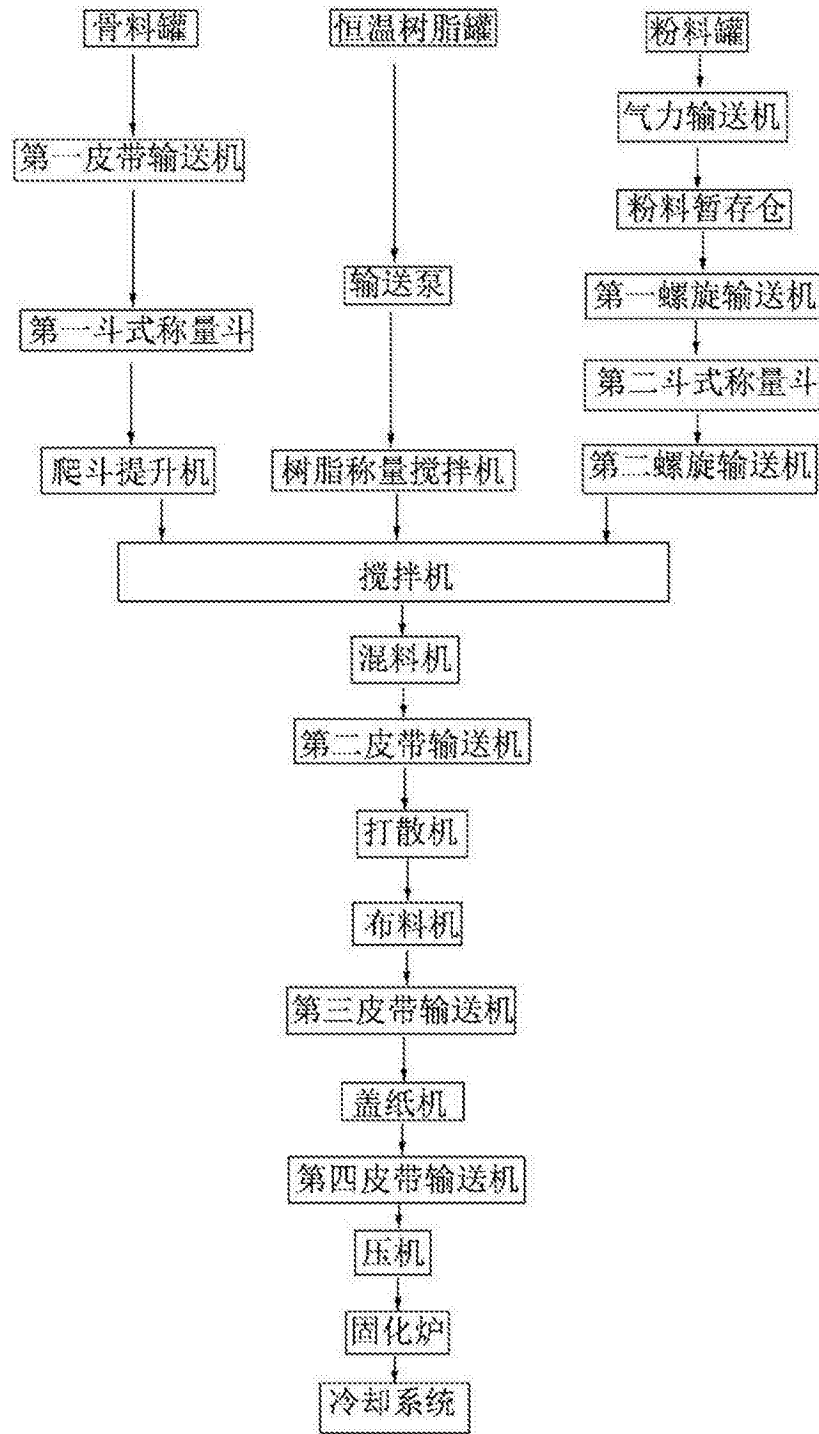 骨料罐
恒温树脂罐
粉料罐
气力输送机
第一皮带输送机
粉料暂存仓
输送泵
第一螺旋输送机
第一斗式称量斗
第二斗式称量斗
爬斗提升机
树脂称量搅拌机
第二螺旋输送机
搅拌机
混料机
第二皮带输送机
打散机
布料机
第三皮带输送机
盖纸机
第四皮带输送机
压机
固化炉
冷却系统